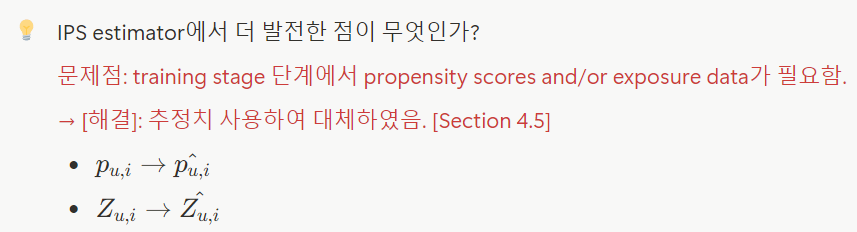 IPS estimator에서 더 발전한 점이 무엇인가?
문제점: training stage 단계에서 propensity scores and/or exposure data가 필요함.
→ [해결]: 추정치 사용하여 대체하였음. [Section 4.5]
• $p_{u,i} \rightarrow \hat{p_{u,i}}$
• $Z_{u,i} \rightarrow \hat{Z_{u,i}}$